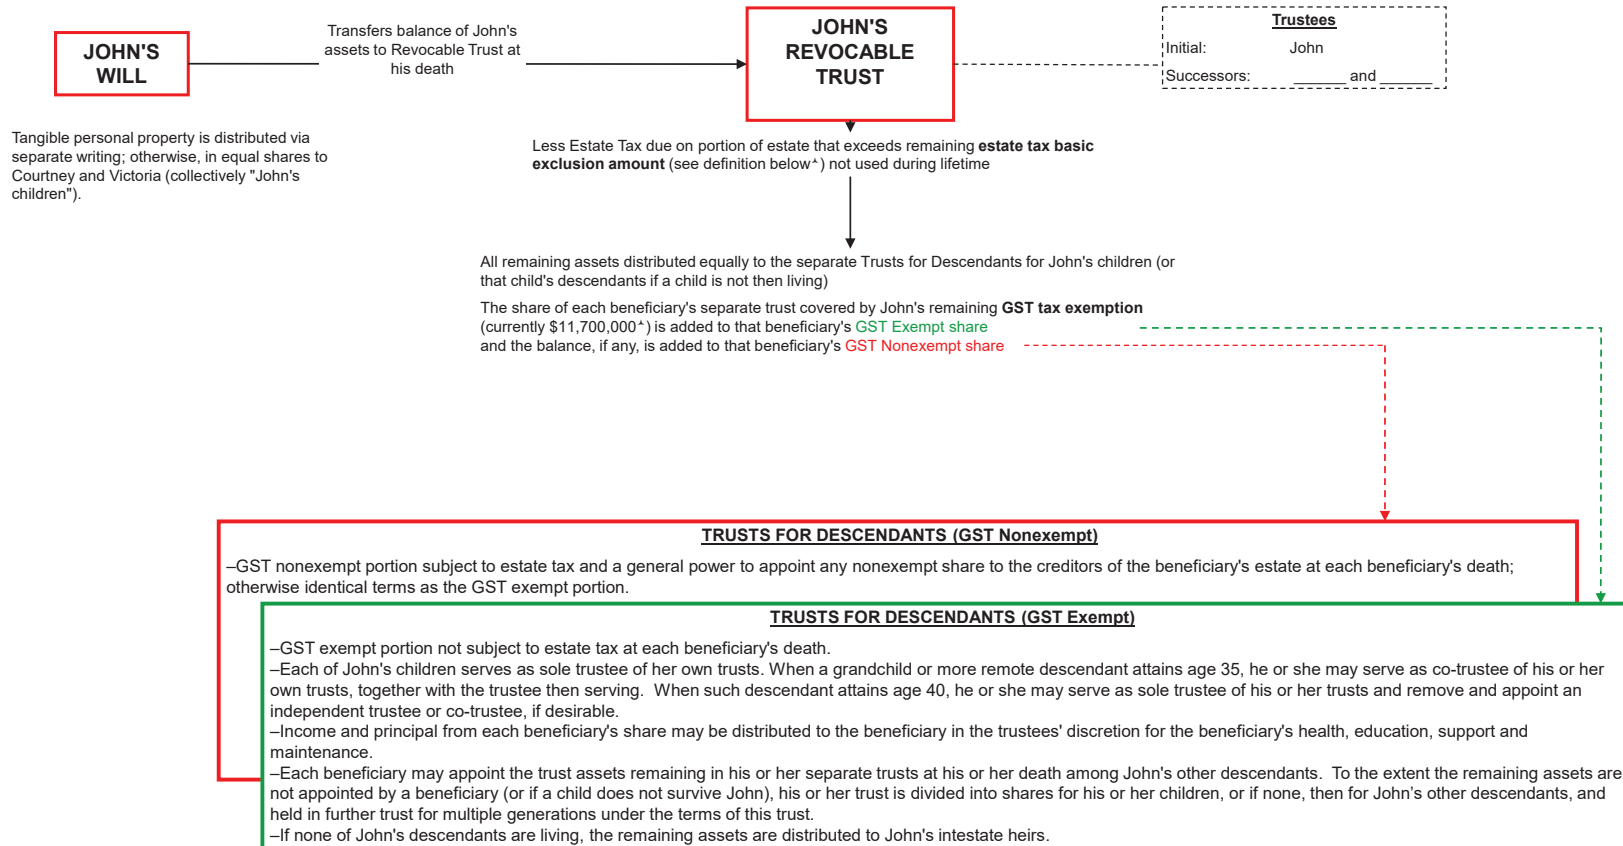 JOHN'S
WILL
Transfers balance of John's
assets to Revocable Trust at
his death
JOHN'S
REVOCABLE
TRUST
Trustees
Initial: John
Successors: ______ and ______
Tangible personal property is distributed via
separate writing; otherwise, in equal shares to
Courtney and Victoria (collectively "John's
children").
Less Estate Tax due on portion of estate that exceeds remaining estate tax basic
exclusion amount (see definition below^) not used during lifetime
All remaining assets distributed equally to the separate Trusts for Descendants for John's children (or
that child's descendants if a child is not then living)
The share of each beneficiary's separate trust covered by John's remaining GST tax exemption
(currently $11,700,000^) is added to that beneficiary's GST Exempt share
and the balance, if any, is added to that beneficiary's GST Nonexempt share
TRUSTS FOR DESCENDANTS (GST Nonexempt)
–GST nonexempt portion subject to estate tax and a general power to appoint any nonexempt share to the creditors of the beneficiary's estate at each beneficiary's death;
otherwise identical terms as the GST exempt portion.
TRUSTS FOR DESCENDANTS (GST Exempt)
–GST exempt portion not subject to estate tax at each beneficiary's death.
–Each of John's children serves as sole trustee of her own trusts. When a grandchild or more remote descendant attains age 35, he or she may serve as co-trustee of his or her
own trusts, together with the trustee then serving.  When such descendant attains age 40, he or she may serve as sole trustee of his or her trusts and remove and appoint an
independent trustee or co-trustee, if desirable.
–Income and principal from each beneficiary's share may be distributed to the beneficiary in the trustees' discretion for the beneficiary's health, education, support and
maintenance.
–Each beneficiary may appoint the trust assets remaining in his or her separate trusts at his or her death among John's other descendants.  To the extent the remaining assets are
not appointed by a beneficiary (or if a child does not survive John), his or her trust is divided into shares for his or her children, or if none, then for John's other descendants, and
held in further trust for multiple generations under the terms of this trust.
–If none of John's descendants are living, the remaining assets are distributed to John's intestate heirs.